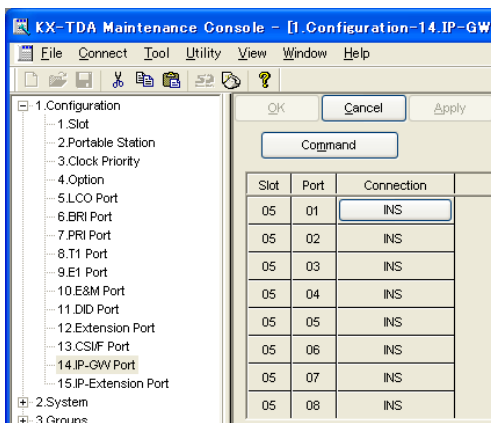 KX-TDA Maintenance Console - [1.Configuration-14.IP-GW
File Connect Tool Utility View Window Help
1.Configuration
1.Slot
2.Portable Station
3.Clock Priority
4.Option
5.LCO Port
6.BRI Port
7.PRI Port
8.T1 Port
9.E1 Port
10.E&M Port
11.DID Port
12.Extension Port
13.CSI/F Port
14.IP-GW Port
15.IP-Extension Port
2.System
3.Groups
OK Cancel Apply
Command
Slot Port Connection
05 01 INS
05 02 INS
05 03 INS
05 04 INS
05 05 INS
05 06 INS
05 07 INS
05 08 INS